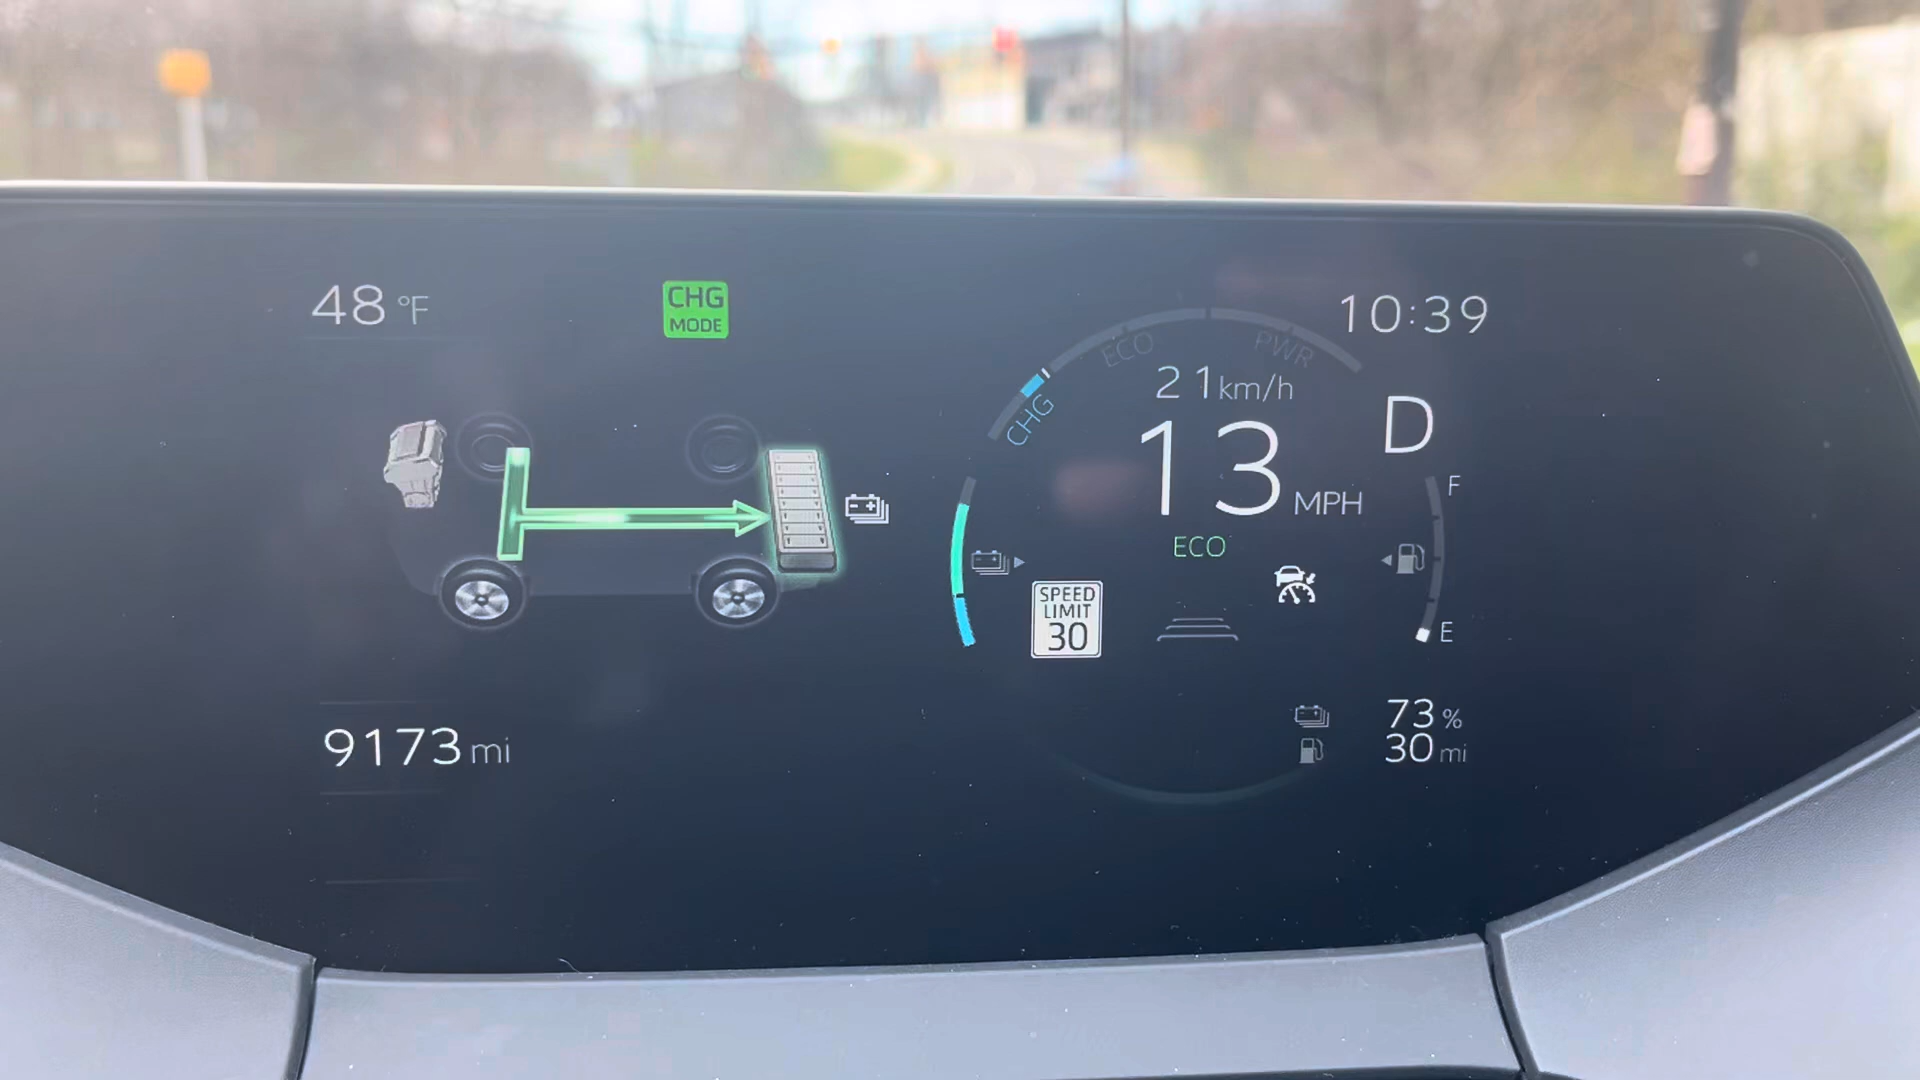 48 °F
CHG
MODE
10:39
ECO
PWR
CHG
21 km/h
13 MPH
D
ECO
F
E
SPEED
LIMIT
30
73 %
30 mi
9173 mi